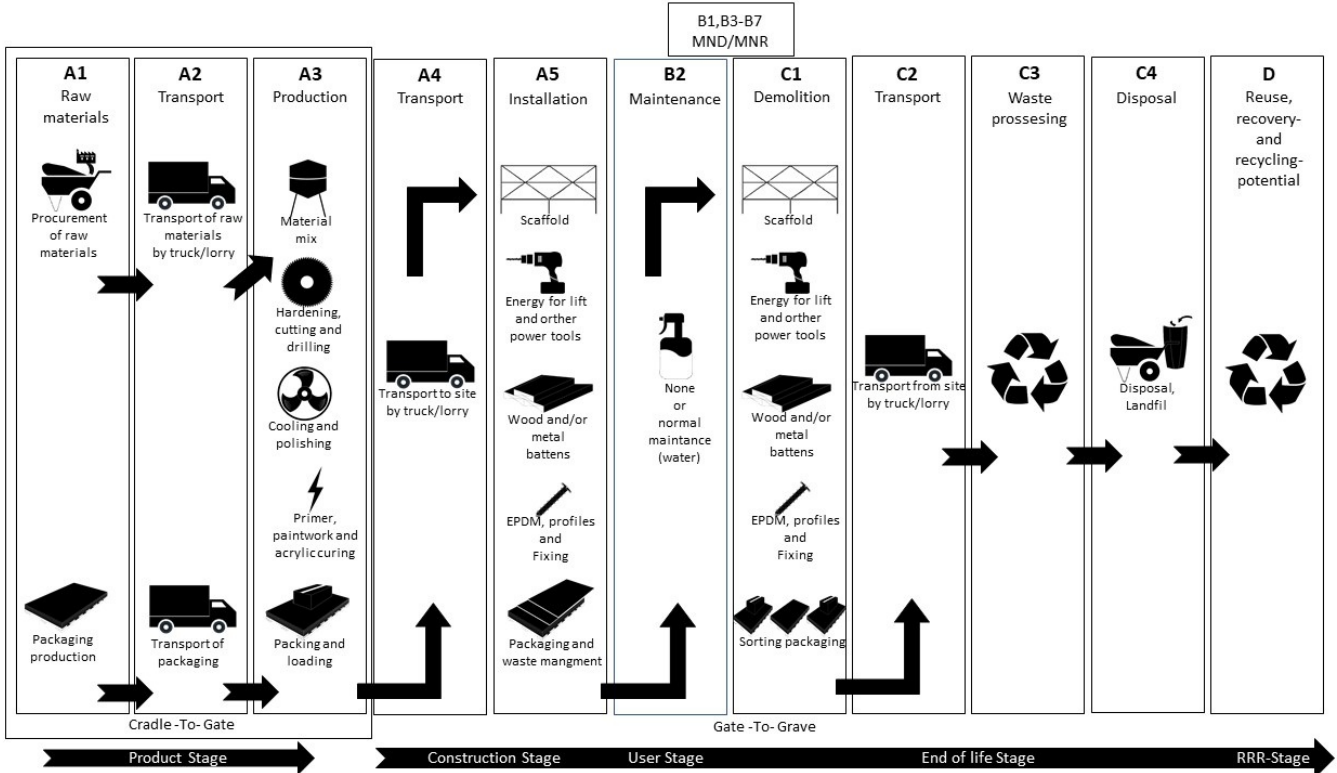 B1,B3-B7
MND/MNR
A1
Raw
materials
Procurement
of raw
materials
Packaging
production
A2
Transport
Transport of raw
materials
by truck/lorry
Transport of
packaging
A3
Production
Material
mix
Hardening,
cutting and
drilling
Cooling and
polishing
Primer,
paintwork and
acrylic curing
Packing and
loading
A4
Transport
Transport to site
by truck/lorry
A5
Installation
Scaffold
Energy for lift
and orther
power tools
Wood and/or
metal
battens
EPDM, profiles
and
Fixing
Packaging and
waste mangment
B2
Maintenance
None
or
normal
maintance
(water)
C1
Demolition
Scaffold
Energy for lift
and orther
power tools
Wood and/or
metal
battens
EPDM, profiles
and
Fixing
Sorting packaging
C2
Transport
Transport from site
by truck/lorry
C3
Waste
prossesing
C4
Disposal
Disposal,
Landfil
D
Reuse,
recovery-
and
recycling-
potential
Cradle -To- Gate
Gate -To-Grave
Product Stage
Construction Stage
User Stage
End of life Stage
RRR-Stage